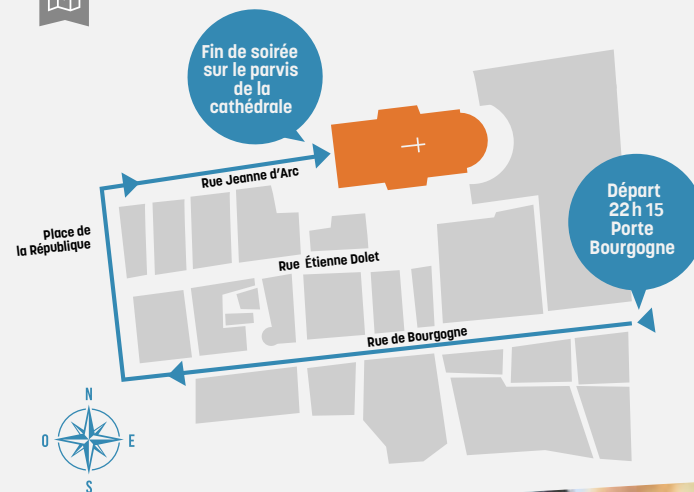 Fin de soirée
sur le parvis
de la
cathédrale
Rue Jeanne d'Arc
Place de
la République
Départ
22 h 15
Porte
Bourgogne
Rue Étienne Dolet
Rue de Bourgogne
N
O
E
S